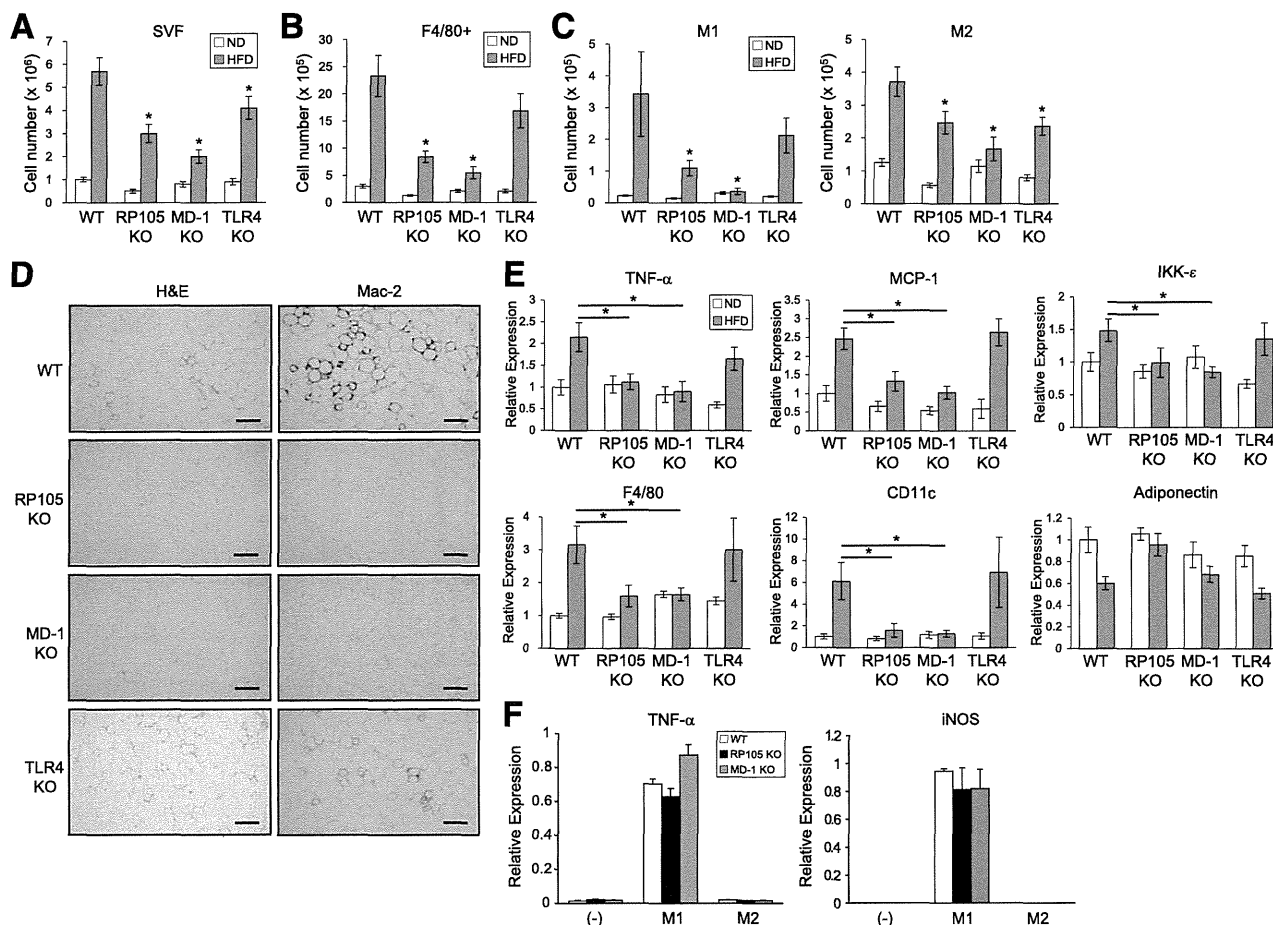 A
SVF
ND
HFD
Cell number (x 10⁶)
7
6
5
4
3
2
1
0
*
*
*
WT
RP105 KO
MD-1 KO
TLR4 KO
B
F4/80+
ND
HFD
Cell number (x 10⁵)
30
25
20
15
10
5
0
*
*
WT
RP105 KO
MD-1 KO
TLR4 KO
C
M1
ND
HFD
Cell number (x 10⁵)
5
4
3
2
1
0
*
*
WT
RP105 KO
MD-1 KO
TLR4 KO
M2
Cell number (x 10⁵)
5
4
3
2
1
0
*
*
*
WT
RP105 KO
MD-1 KO
TLR4 KO
D
H&E
Mac-2
WT
RP105 KO
MD-1 KO
TLR4 KO
E
TNF-α
ND
HFD
Relative Expression
3
2.5
2
1.5
1
0.5
0
*
*
WT
RP105 KO
MD-1 KO
TLR4 KO
MCP-1
Relative Expression
3.5
3
2.5
2
1.5
1
0.5
0
*
*
WT
RP105 KO
MD-1 KO
TLR4 KO
IKK-ε
Relative Expression
2
1.5
1
0.5
0
*
*
WT
RP105 KO
MD-1 KO
TLR4 KO
F4/80
Relative Expression
4
3
2
1
0
*
*
WT
RP105 KO
MD-1 KO
TLR4 KO
CD11c
Relative Expression
12
10
8
6
4
2
0
*
*
WT
RP105 KO
MD-1 KO
TLR4 KO
Adiponectin
Relative Expression
1.2
1
0.8
0.6
0.4
0.2
0
WT
RP105 KO
MD-1 KO
TLR4 KO
F
TNF-α
WT
RP105 KO
MD-1 KO
Relative Expression
1
0.8
0.6
0.4
0.2
0
(-)
M1
M2
iNOS
Relative Expression
1.2
1
0.8
0.6
0.4
0.2
0
(-)
M1
M2